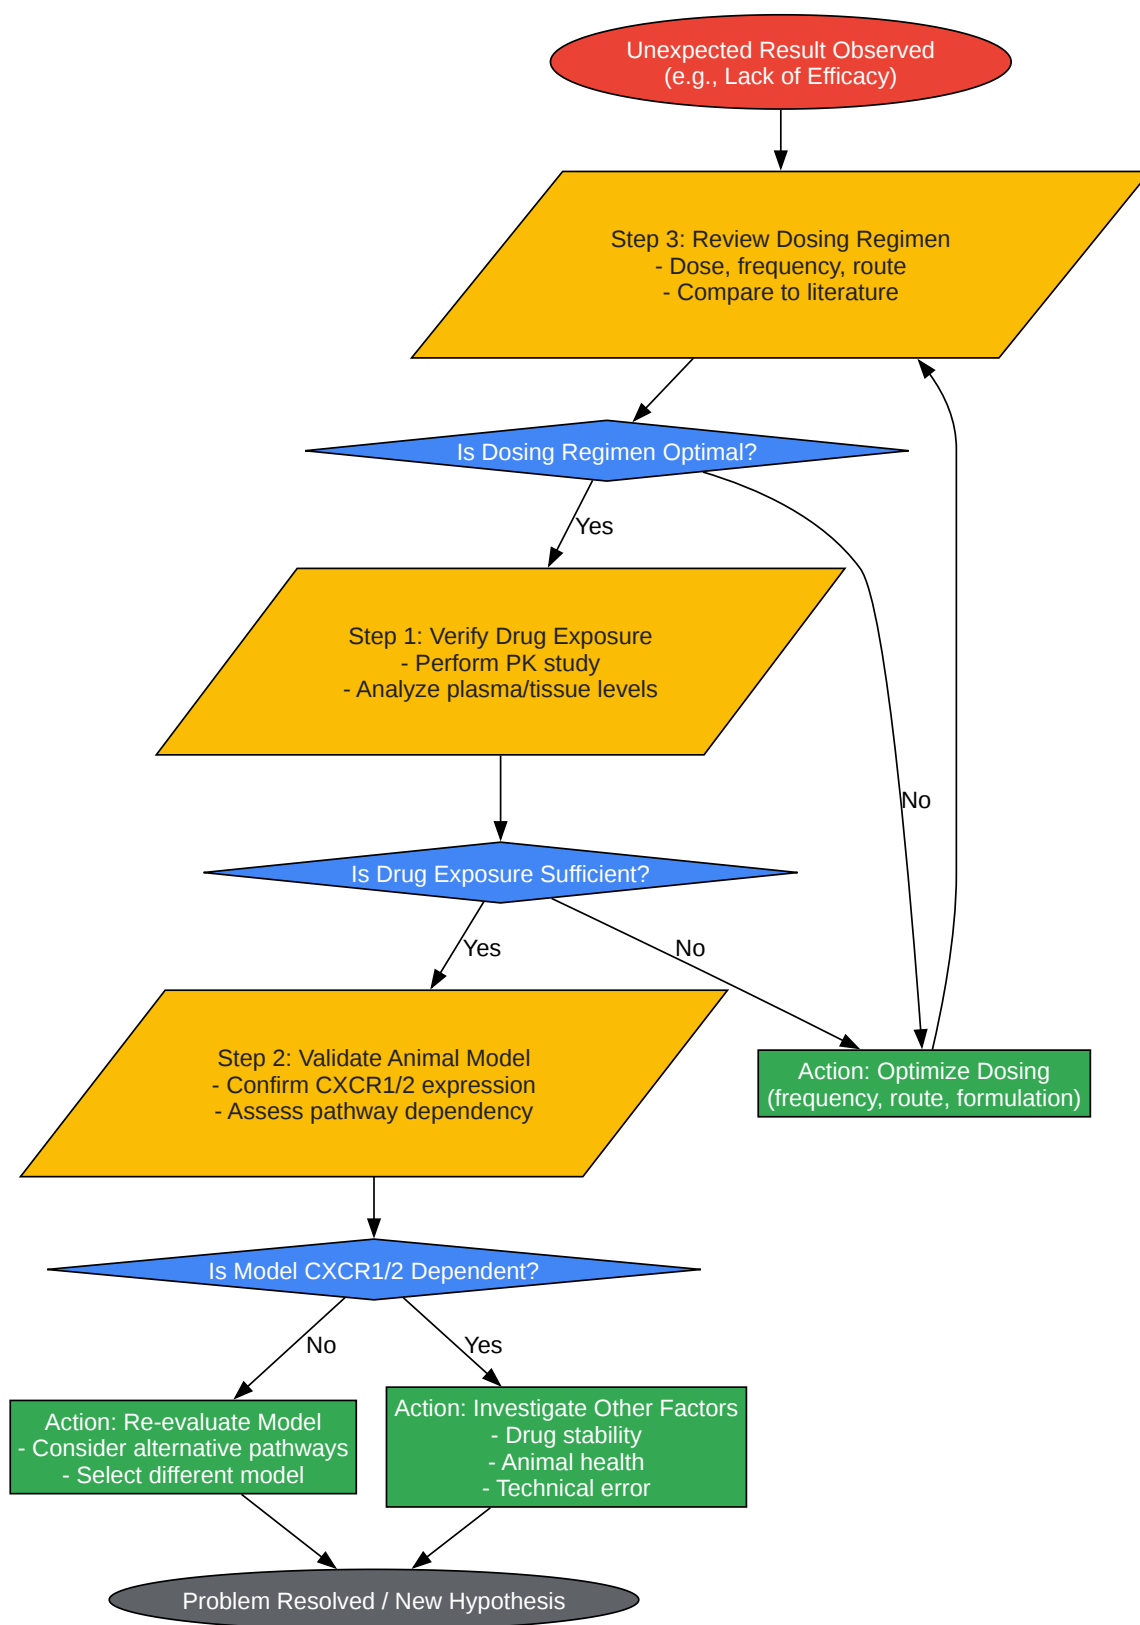 Unexpected Result Observed
(e.g., Lack of Efficacy)
Step 3: Review Dosing Regimen
- Dose, frequency, route
- Compare to literature
Is Dosing Regimen Optimal?
Yes
Step 1: Verify Drug Exposure
- Perform PK study
- Analyze plasma/tissue levels
No
Is Drug Exposure Sufficient?
Yes
No
Step 2: Validate Animal Model
- Confirm CXCR1/2 expression
- Assess pathway dependency
Action: Optimize Dosing
(frequency, route, formulation)
Is Model CXCR1/2 Dependent?
No
Yes
Action: Re-evaluate Model
- Consider alternative pathways
- Select different model
Action: Investigate Other Factors
- Drug stability
- Animal health
- Technical error
Problem Resolved / New Hypothesis